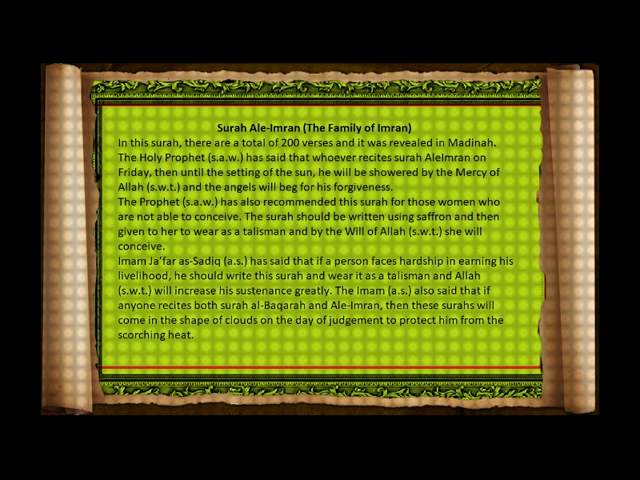 Surah Ale-Imran (The Family of Imran)
In this surah, there are a total of 200 verses and it was revealed in Madinah.
The Holy Prophet (s.a.w.) has said that whoever recites surah AleImran on
Friday, then until the setting of the sun, he will be showered by the Mercy of
Allah (s.w.t.) and the angels will beg for his forgiveness.
The Prophet (s.a.w.) has also recommended this surah for those women who
are not able to conceive. The surah should be written using saffron and then
given to her to wear as a talisman and by the Will of Allah (s.w.t.) she will
conceive.
Imam Ja’far as-Sadiq (a.s.) has said that if a person faces hardship in earning his
livelihood, he should write this surah and wear it as a talisman and Allah
(s.w.t.) will increase his sustenance greatly. The Imam (a.s.) also said that if
anyone recites both surah al-Baqarah and Ale-Imran, then these surahs will
come in the shape of clouds on the day of judgement to protect him from the
scorching heat.